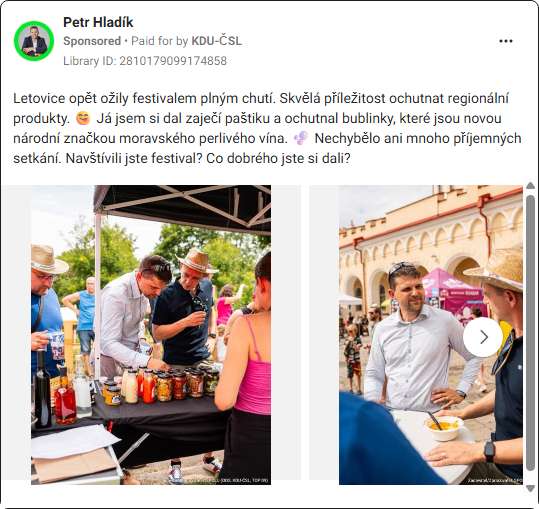 Petr Hladík
Sponsored • Paid for by KDU-ČSL
Library ID: 2810179099174858
Letovice opět ožily festivalem plným chutí. Skvělá příležitost ochutnat regionální
produkty. 😋 Já jsem si dal zaječí paštiku a ochutnal bublinky, které jsou novou
národní značkou moravského perlivého vína. 🫧 Nechybělo ani mnoho příjemných
setkání. Navštívili jste festival? Co dobrého jste si dali?